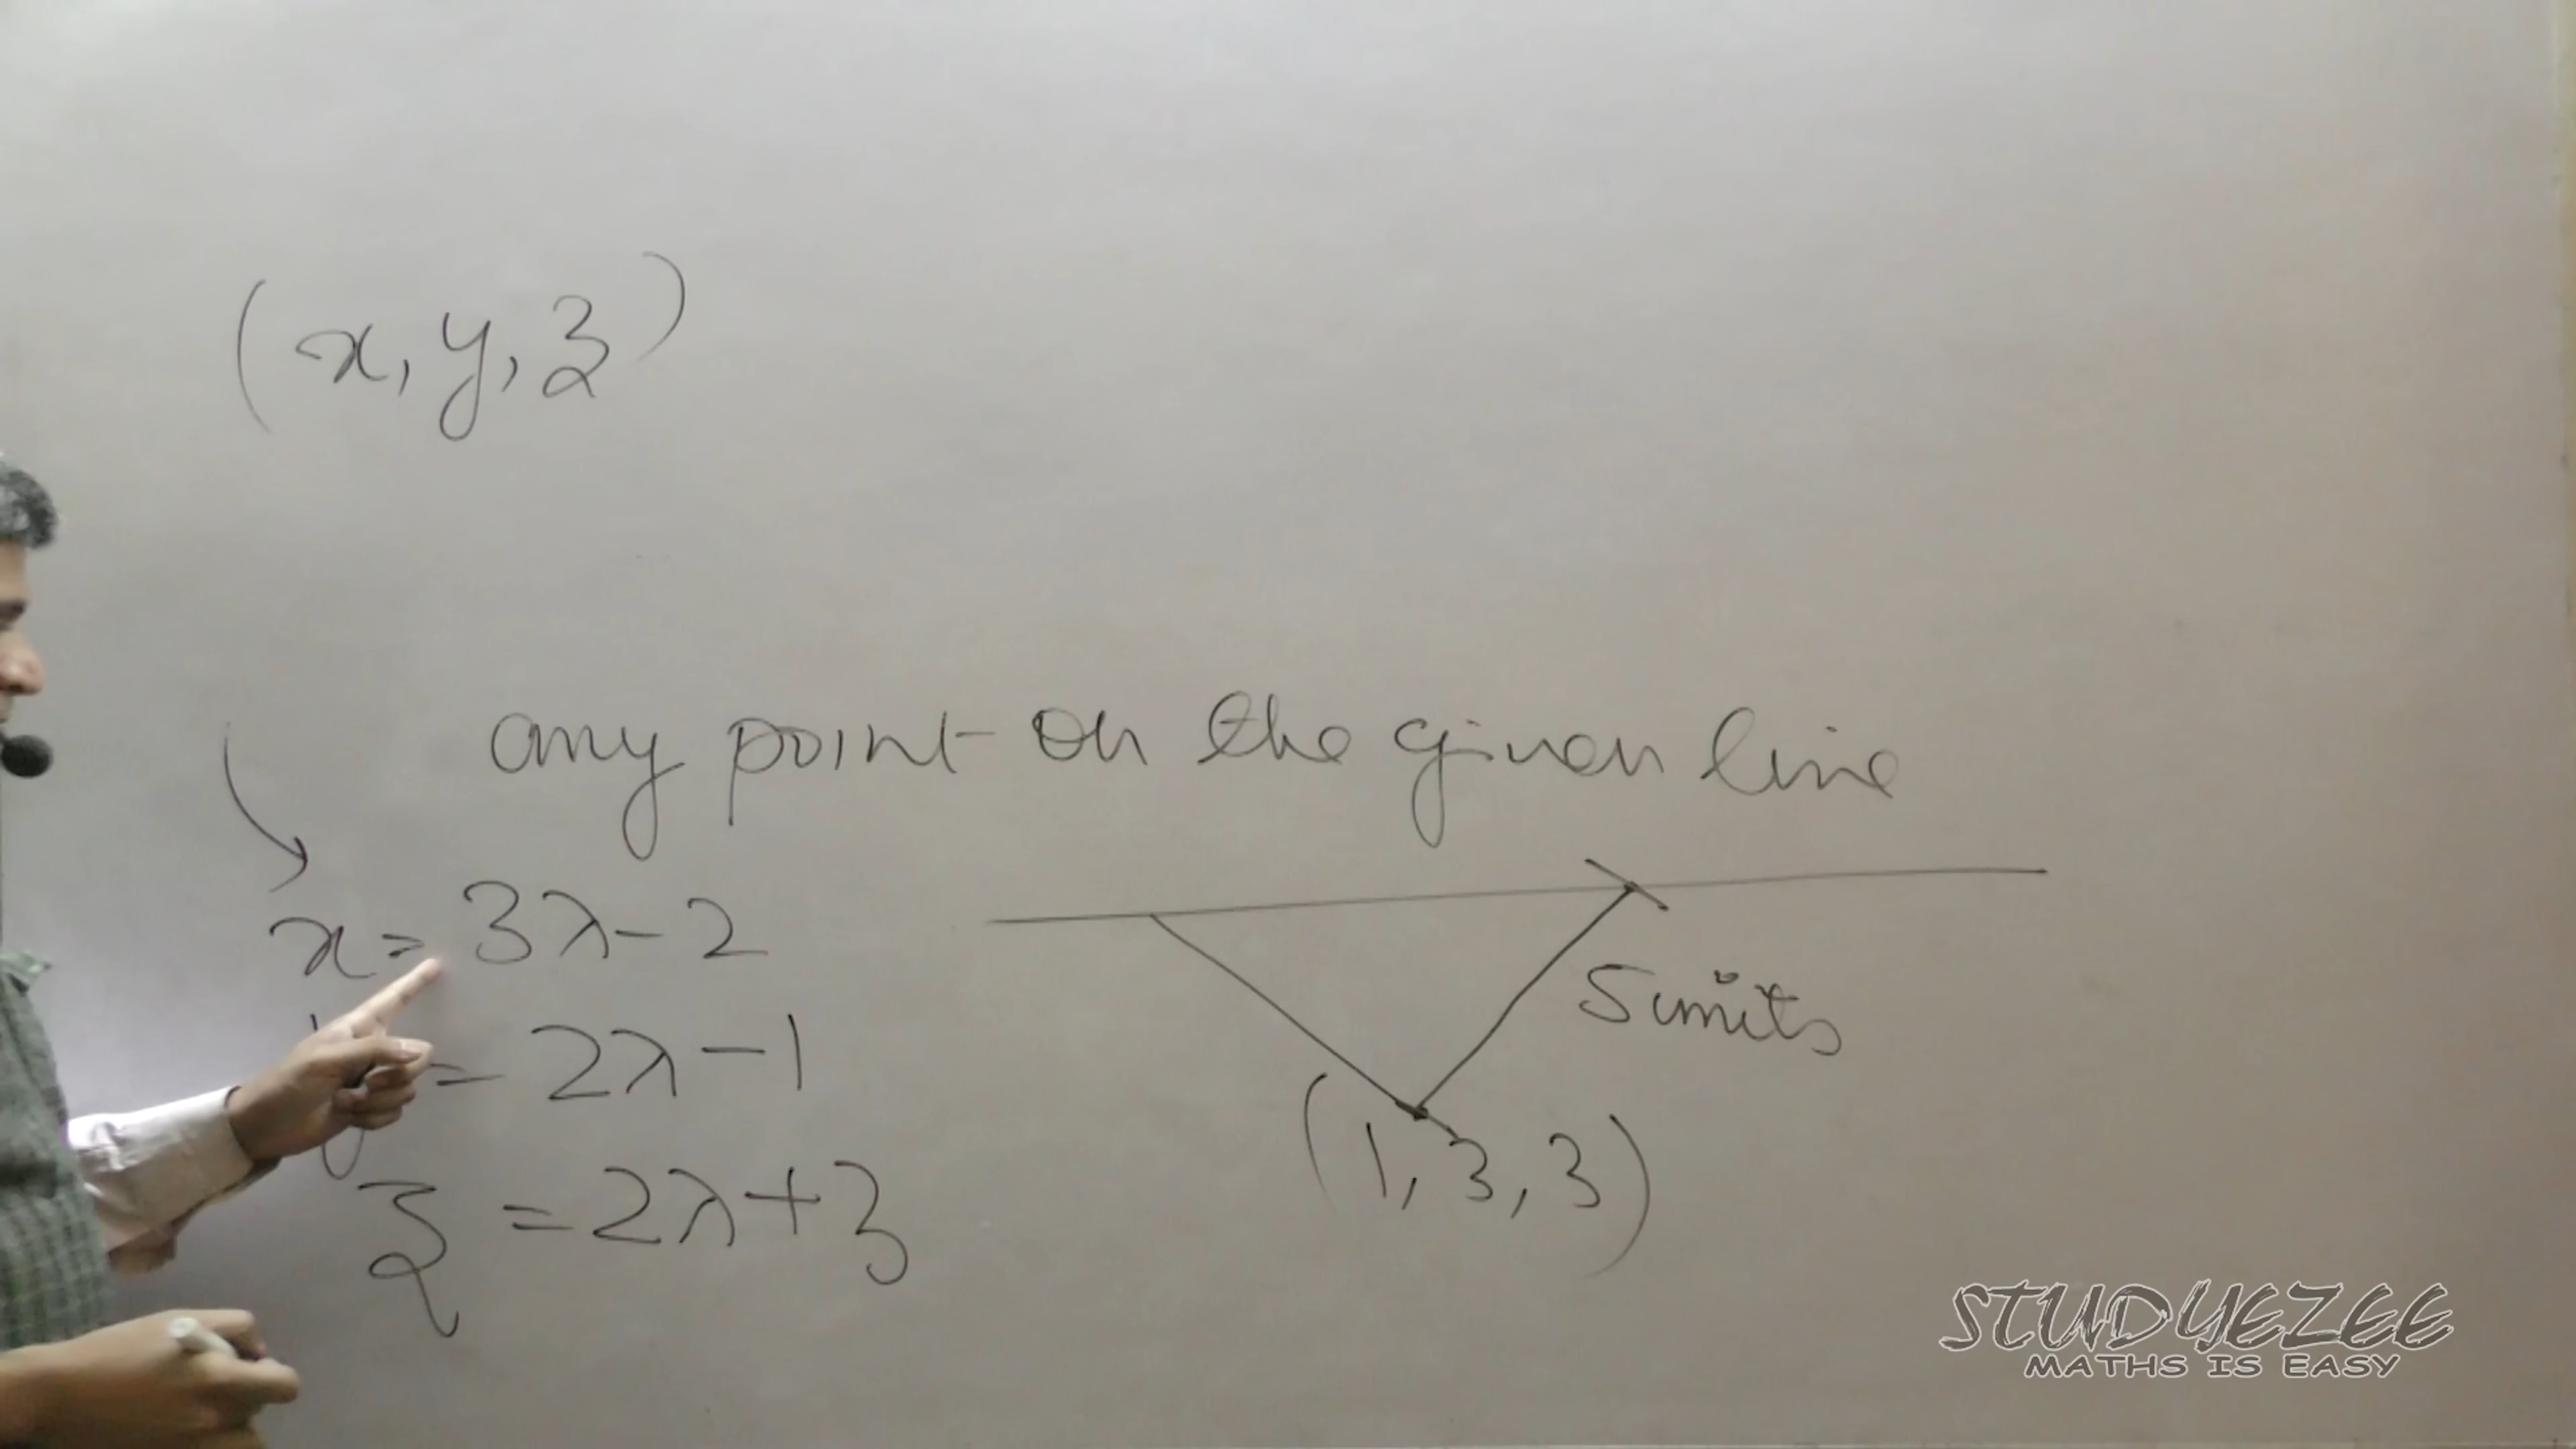 (x, y, z)
any point on the given line
x = 3λ - 2
y = 2λ - 1
z = 2λ + 3
5 units
(1, 3, 3)
STUDYEZEE
MATHS IS EASY